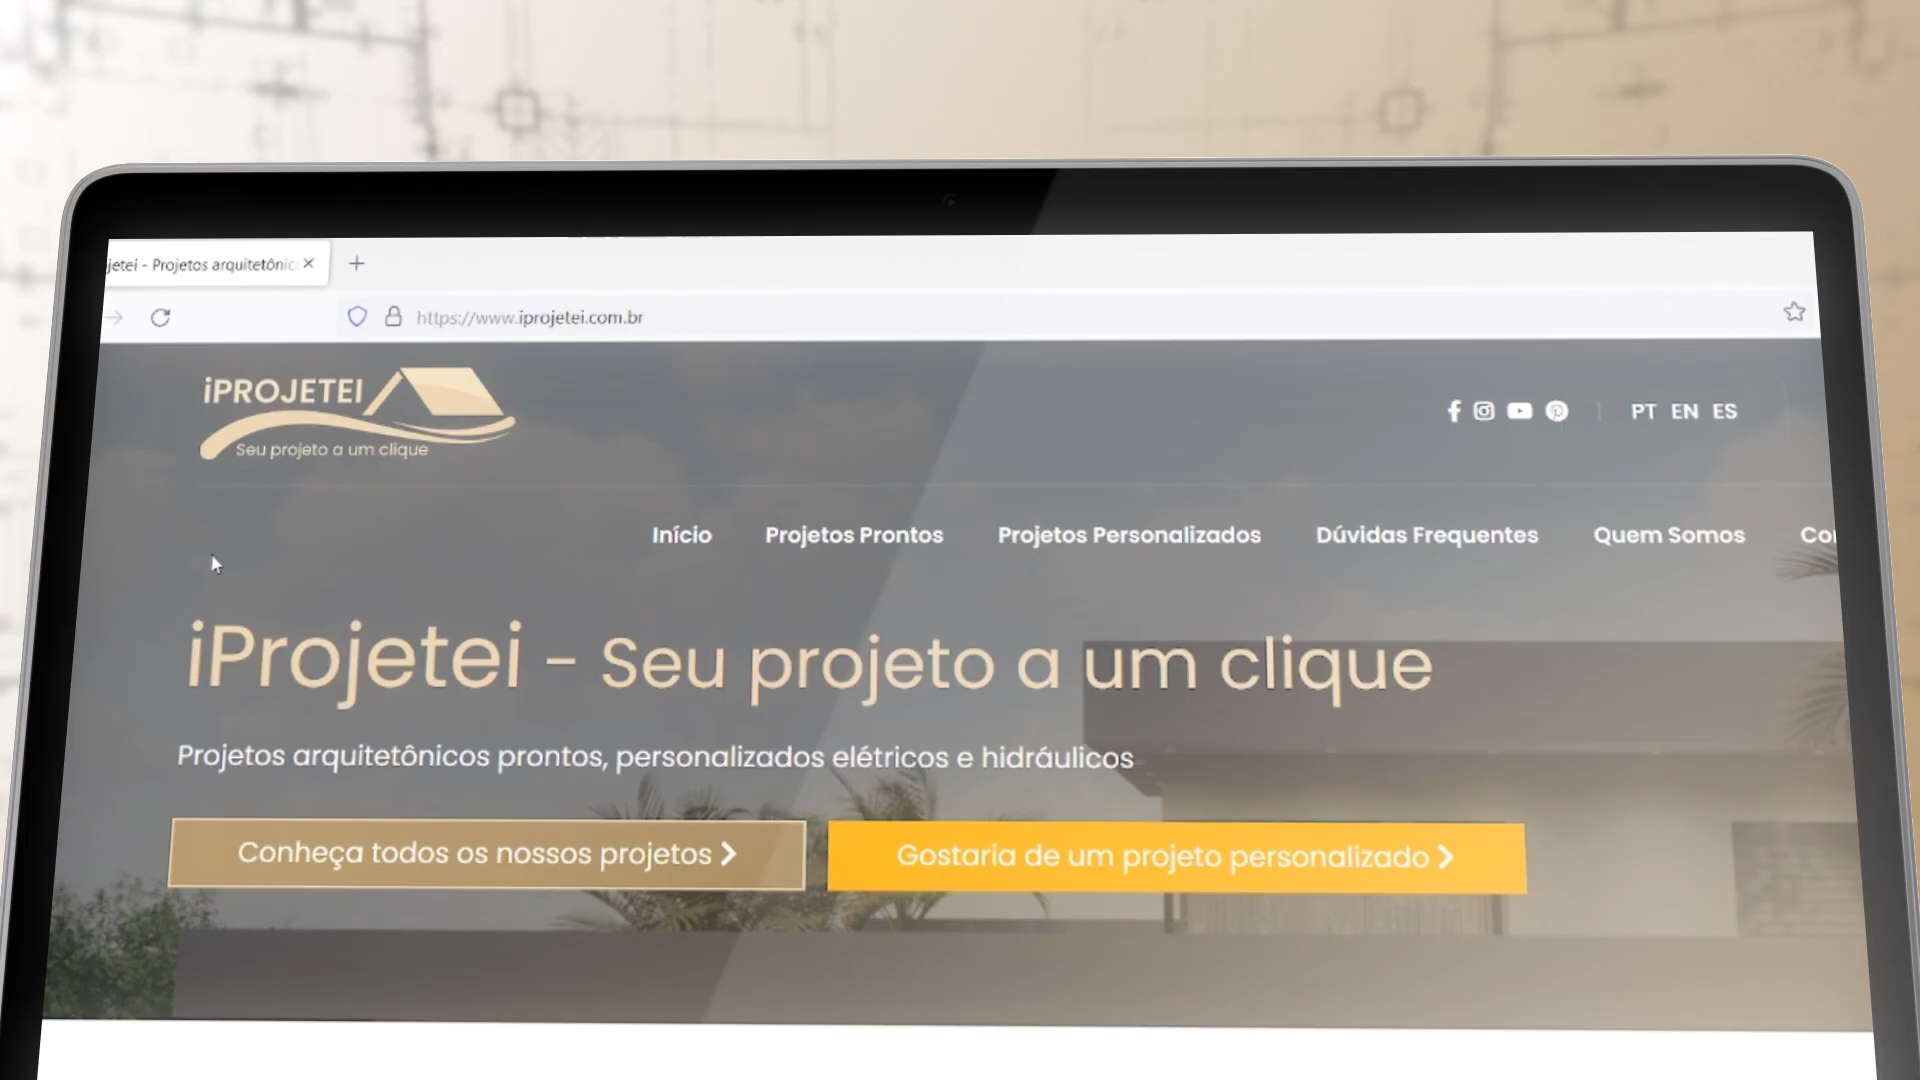 jetei - Projetos arquitetônic
https://www.iprojetei.com.br
iPROJETEI
Seu projeto a um clique
PT EN ES
Início Projetos Prontos Projetos Personalizados Dúvidas Frequentes Quem Somos
iProjetei - Seu projeto a um clique
Projetos arquitetônicos prontos, personalizados elétricos e hidráulicos
Conheça todos os nossos projetos
Gostaria de um projeto personalizado